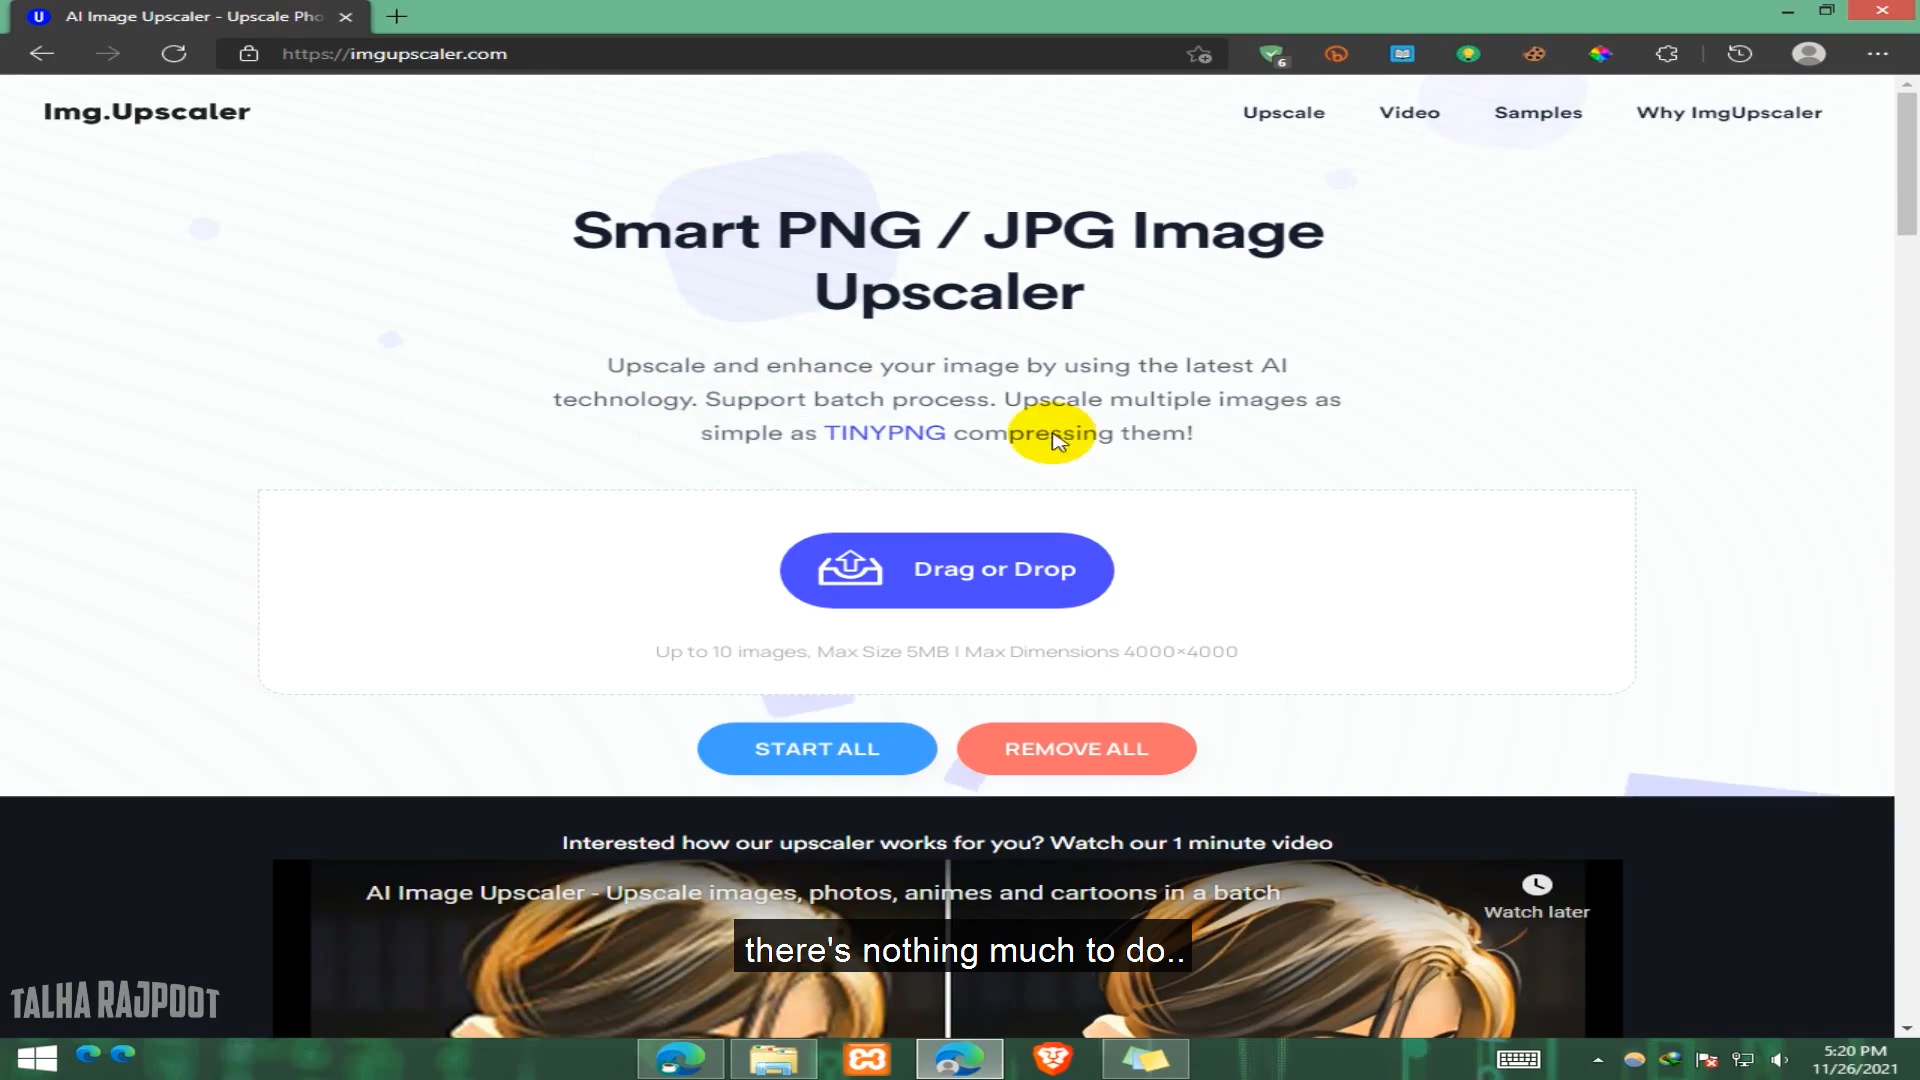 AI Image Upscaler - Upscale Pho
https://imgupscaler.com
6
Img.Upscaler
Upscale
Video
Samples
Why ImgUpscaler
Smart PNG / JPG Image
Upscaler
Upscale and enhance your image by using the latest AI
technology. Support batch process. Upscale multiple images as
simple as TINYPNG compressing them!
Drag or Drop
Up to 10 images, Max Size 5MB | Max Dimensions 4000×4000
START ALL
REMOVE ALL
Interested how our upscaler works for you? Watch our 1 minute video
AI Image Upscaler - Upscale images, photos, animes and cartoons in a batch
Watch later
there's nothing much to do..
TALHA RAJPOOT
5:20 PM
11/26/2021